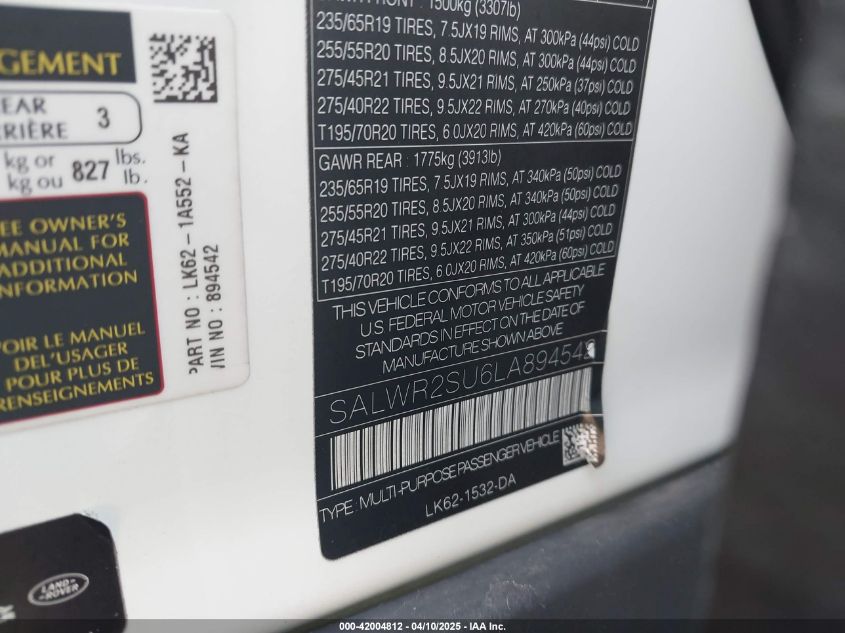 GEMENT
EAR 3
RIÈRE
kg or 827 lbs.
kg ou lb.
EE OWNER'S
MANUAL FOR
ADDITIONAL
NFORMATION
OIR LE MANUEL
DEL'USAGER
POUR PLUS DE
RENSEIGNEMENTS
PART NO : LK62 - 1A552 - KA
/IN NO : 894542
1500kg (3307lb)
235/65R19 TIRES, 7.5JX19 RIMS, AT 300kPa (44psi) COLD
255/55R20 TIRES, 8.5JX20 RIMS, AT 300kPa (44psi) COLD
275/45R21 TIRES, 9.5JX21 RIMS, AT 250kPa (37psi) COLD
275/40R22 TIRES, 9.5JX22 RIMS, AT 270kPa (40psi) COLD
T195/70R20 TIRES, 6.0JX20 RIMS, AT 420kPa (60psi) COLD
GAWR REAR : 1775kg (3913lb)
235/65R19 TIRES, 7.5JX19 RIMS, AT 340kPa (50psi) COLD
255/55R20 TIRES, 8.5JX20 RIMS, AT 340kPa (50psi) COLD
275/45R21 TIRES, 9.5JX21 RIMS, AT 300kPa (44psi) COLD
275/40R22 TIRES, 9.5JX22 RIMS, AT 350kPa (51psi) COLD
T195/70R20 TIRES, 6.0JX20 RIMS, AT 420kPa (60psi) COLD
THIS VEHICLE CONFORMS TO ALL APPLICABLE
U.S. FEDERAL MOTOR VEHICLE SAFETY
STANDARDS IN EFFECT ON THE DATE OF
MANUFACTURE SHOWN ABOVE
SALWR2SU6LA894542
TYPE : MULTI-PURPOSE PASSENGER VEHICLE
LK62-1532-DA
LAND ROVER
000-42004812 - 04/10/2025 - IAA Inc.